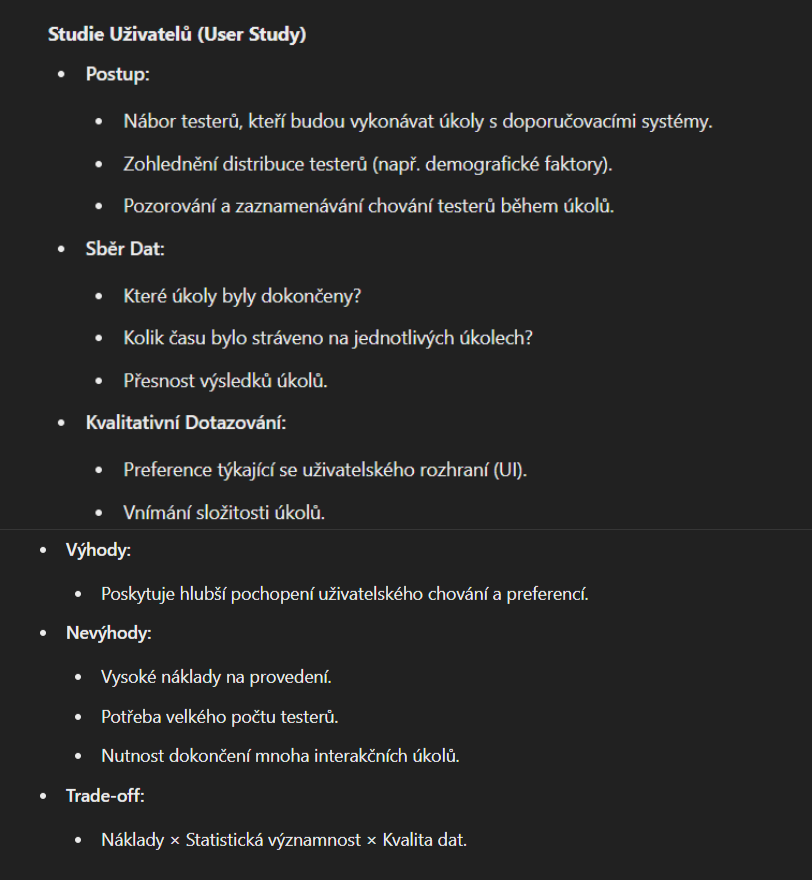 Studie Uživatelů (User Study)
• Postup:
• Nábor testerů, kteří budou vykonávat úkoly s doporučovacími systémy.
• Zohlednění distribuce testerů (např. demografické faktory).
• Pozorování a zaznamenávání chování testerů během úkolů.
• Sběr Dat:
• Které úkoly byly dokončeny?
• Kolik času bylo stráveno na jednotlivých úkolech?
• Přesnost výsledků úkolů.
• Kvalitativní Dotazování:
• Preference týkající se uživatelského rozhraní (UI).
• Vnímání složitosti úkolů.
• Výhody:
• Poskytuje hlubší pochopení uživatelského chování a preferencí.
• Nevýhody:
• Vysoké náklady na provedení.
• Potřeba velkého počtu testerů.
• Nutnost dokončení mnoha interakčních úkolů.
• Trade-off:
• Náklady × Statistická významnost × Kvalita dat.